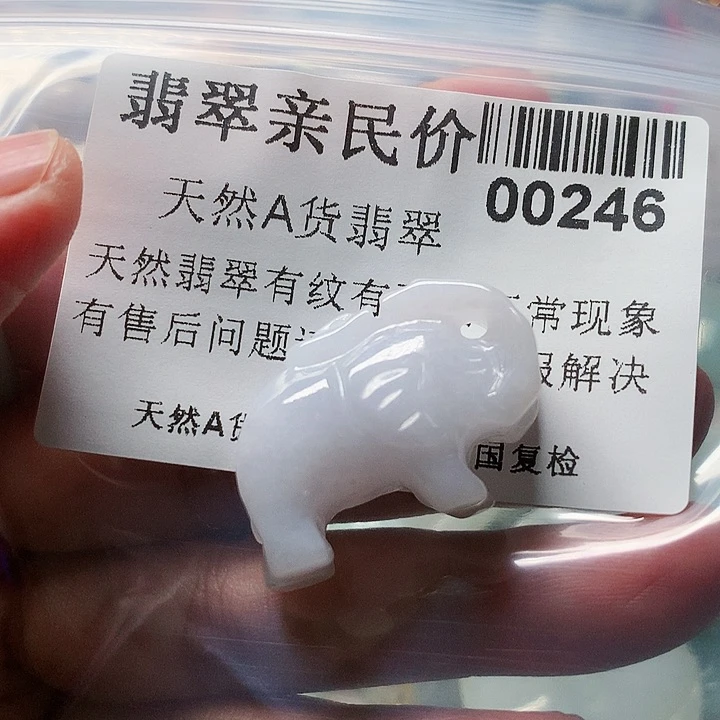 翡翠亲民价
00246
天然A货翡翠
天然翡翠有纹有 常现象
有售后问题 解决
天然A货 国复检